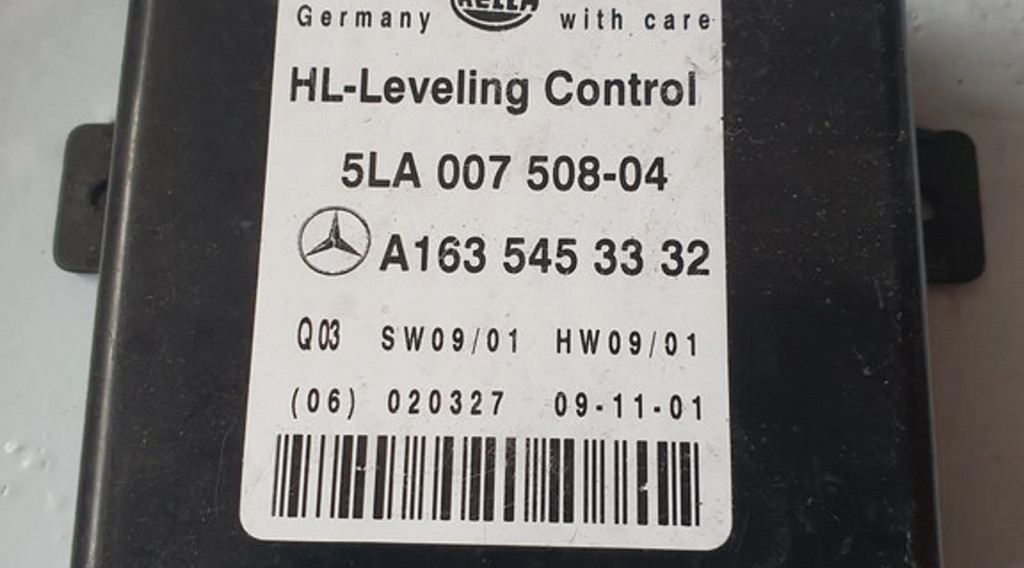 Germany HELLA with care
HL-Leveling Control
5LA 007 508-04
A163 545 33 32
Q03 SW09/01 HW09/01
(06) 020327 09-11-01